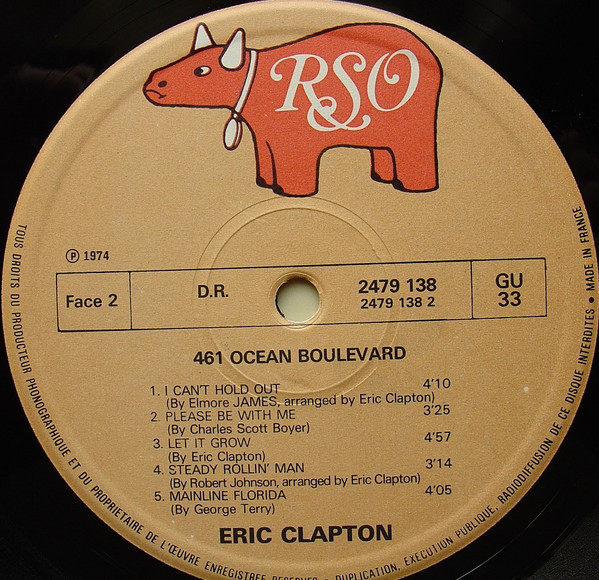 RSO
℗ 1974
Face 2
D.R.
2479 138
2479 138 2
GU
33
461 OCEAN BOULEVARD
1. I CAN'T HOLD OUT 4'10
(By Elmore JAMES, arranged by Eric Clapton)
2. PLEASE BE WITH ME 3'25
(By Charles Scott Boyer)
3. LET IT GROW 4'57
(By Eric Clapton)
4. STEADY ROLLIN' MAN 3'14
(By Robert Johnson, arranged by Eric Clapton)
5. MAINLINE FLORIDA 4'05
(By George Terry)
ERIC CLAPTON
TOUS DROITS DU PRODUCTEUR PHONOGRAPHIQUE ET DU PROPRIETAIRE DE L'ŒUVRE ENREGISTREE RESERVES • DUPLICATION, EXECUTION PUBLIQUE, RADIODIFFUSION DE CE DISQUE INTERDITES • MADE IN FRANCE